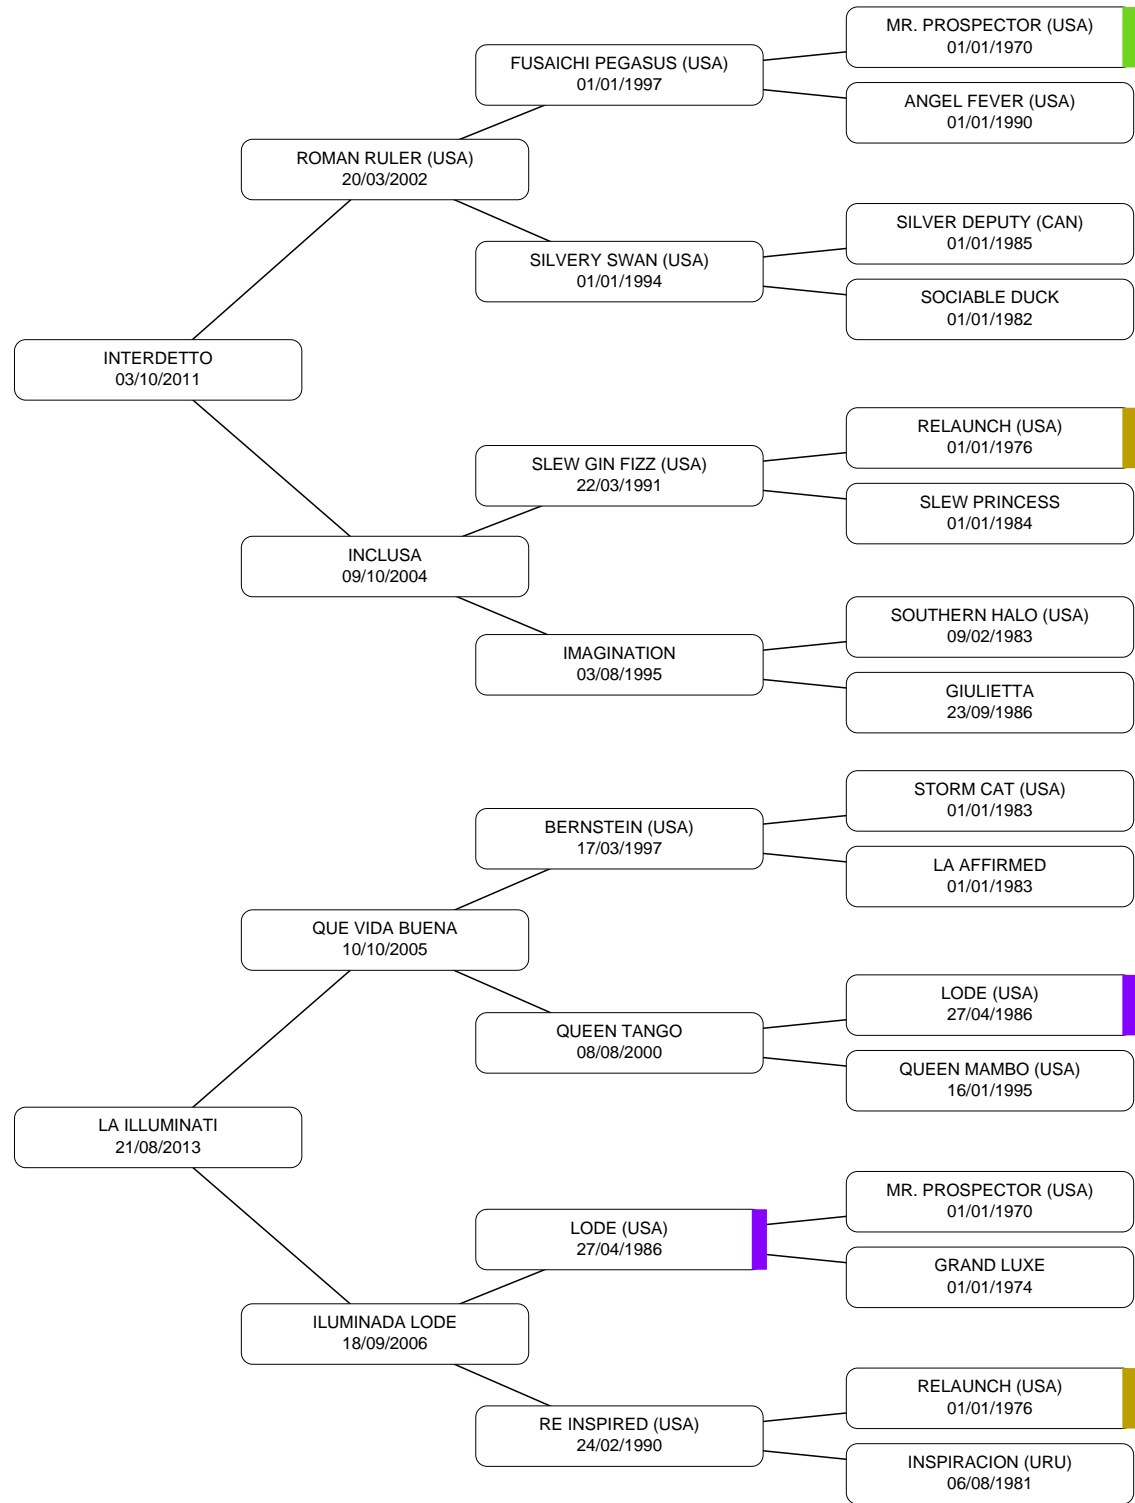 MR. PROSPECTOR (USA)
01/01/1970
FUSAICHI PEGASUS (USA)
01/01/1997
ANGEL FEVER (USA)
01/01/1990
ROMAN RULER (USA)
20/03/2002
SILVER DEPUTY (CAN)
01/01/1985
SILVERY SWAN (USA)
01/01/1994
SOCIABLE DUCK
01/01/1982
INTERDETTO
03/10/2011
RELAUNCH (USA)
01/01/1976
SLEW GIN FIZZ (USA)
22/03/1991
SLEW PRINCESS
01/01/1984
INCLUSA
09/10/2004
SOUTHERN HALO (USA)
09/02/1983
IMAGINATION
03/08/1995
GIULIETTA
23/09/1986
STORM CAT (USA)
01/01/1983
BERNSTEIN (USA)
17/03/1997
LA AFFIRMED
01/01/1983
QUE VIDA BUENA
10/10/2005
LODE (USA)
27/04/1986
QUEEN TANGO
08/08/2000
QUEEN MAMBO (USA)
16/01/1995
LA ILLUMINATI
21/08/2013
MR. PROSPECTOR (USA)
01/01/1970
LODE (USA)
27/04/1986
GRAND LUXE
01/01/1974
ILUMINADA LODE
18/09/2006
RELAUNCH (USA)
01/01/1976
RE INSPIRED (USA)
24/02/1990
INSPIRACION (URU)
06/08/1981